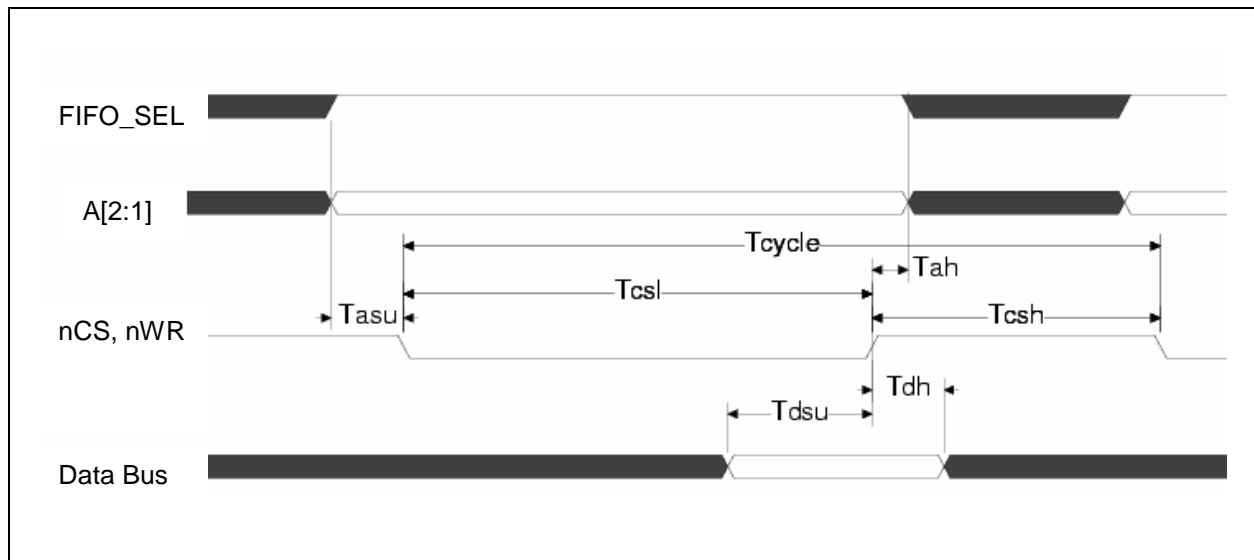 FIFO_SEL
A[2:1]
Tcycle
Tah
Tcsl
Tasu
Tcsh
nCS, nWR
Tdh
Tdsu
Data Bus